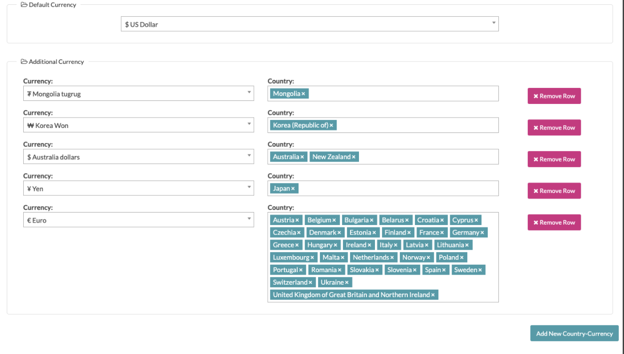 Default Currency
$ US Dollar
Additional Currency
Currency: Country:
₮ Mongolia tugrug Mongolia × ✖ Remove Row
Currency: Country:
₩ Korea Won Korea (Republic of) × ✖ Remove Row
Currency: Country:
$ Australia dollars Australia × New Zealand × ✖ Remove Row
Currency: Country:
¥ Yen Japan × ✖ Remove Row
Currency: Country:
€ Euro Austria × Belgium × Bulgaria × Belarus × Croatia × Cyprus × ✖ Remove Row
Czechia × Denmark × Estonia × Finland × France × Germany ×
Greece × Hungary × Ireland × Italy × Latvia × Lithuania ×
Luxembourg × Malta × Netherlands × Norway × Poland ×
Portugal × Romania × Slovakia × Slovenia × Spain × Sweden ×
Switzerland × Ukraine ×
United Kingdom of Great Britain and Northern Ireland ×
Add New Country-Currency